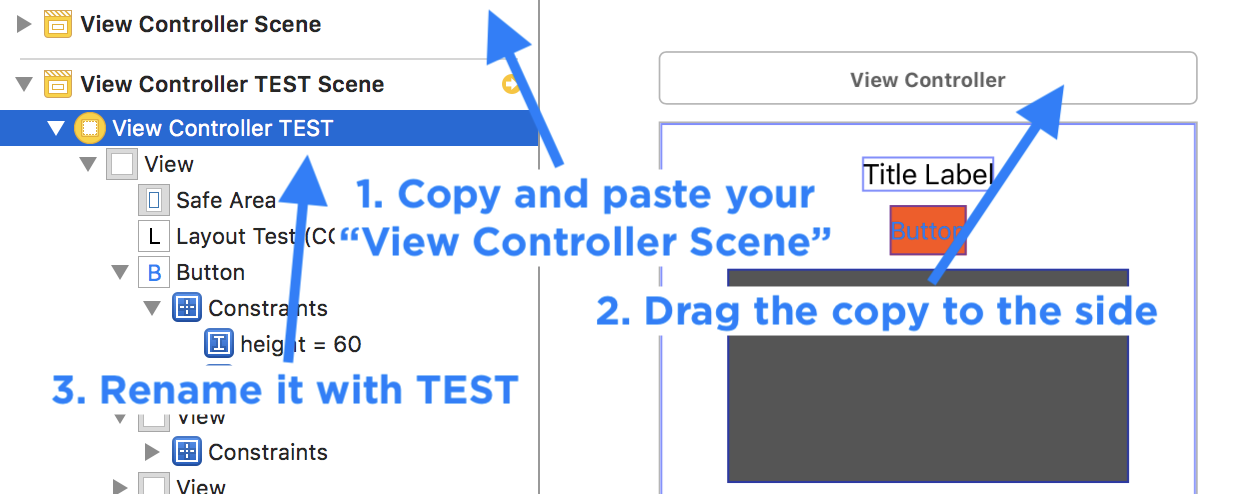 View Controller Scene
View Controller TEST Scene
View Controller TEST
View
Safe Area
L Layout Test (CO
B Button
Constraints
height = 60
View
Constraints
View
1. Copy and paste your
“View Controller Scene”
2. Drag the copy to the side
3. Rename it with TEST
View Controller
Title Label
Button